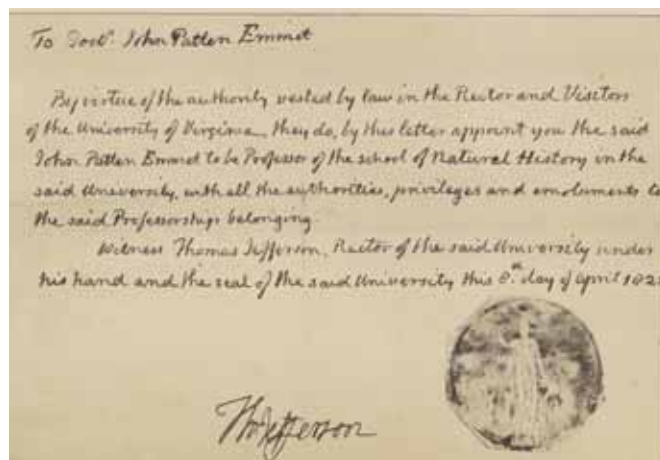 To Doctr. John Patten Emmet
By virtue of the authority vested by law in the Rector and Visitors
of the University of Virginia, they do, by this letter appoint you the said
John Patten Emmet to be Professor of the school of Natural History in the
said University, with all the authorities, privileges and emoluments to
the said Professorship belonging.
Witness Thomas Jefferson, Rector of the said University under
his hand and the seal of the said University this 8th day of April 182
Th Jefferson